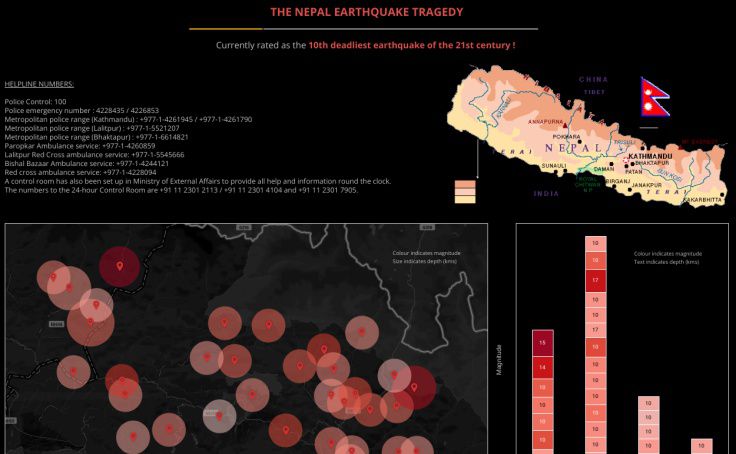 THE NEPAL EARTHQUAKE TRAGEDY
Currently rated as the 10th deadliest earthquake of the 21st century !
HELPLINE NUMBERS:
Police Control: 100
Police emergency number : 4228435 / 4226853
Metropolitan police range (Kathmandu) : +977-1-4261945 / +977-1-4261790
Metropolitan police range (Lalitpur) : +977-1-5521207
Metropolitan police range (Bhaktapur) : +977-1-6614821
Paropkar Ambulance service: +977-1-4260859
Lalitpur Red Cross ambulance service: +977-1-5545666
Bishal Bazaar Ambulance service: +977-1-4244121
Red cross ambulance service: +977-1-4228094
A control room has also been set up in Ministry of External Affairs to provide all help and information round the clock.
The numbers to the 24-hour Control Room are +91 11 2301 2113 / +91 11 2301 4104 and +91 11 2301 7905.
CHINA
TIBET
HIMALAYA
ANNAPURNA
POKHARA
NEPAL
TERAI
KATHMANDU
BHAKTAPUR
PATAN
SUNAULI
DAMAN
ROYAL
CHITWAN
N.P.
BIRGANJ
JANAKPUR
TERAI
INDIA
KAKARBHITTA
Colour indicates magnitude
Size indicates depth (kms)
Colour indicates magnitude
Text indicates depth (kms)
Magnitude
10
10
17
10
17
10
10
10
10
10
10
15
14
10
10
10
10
10
10
10
10